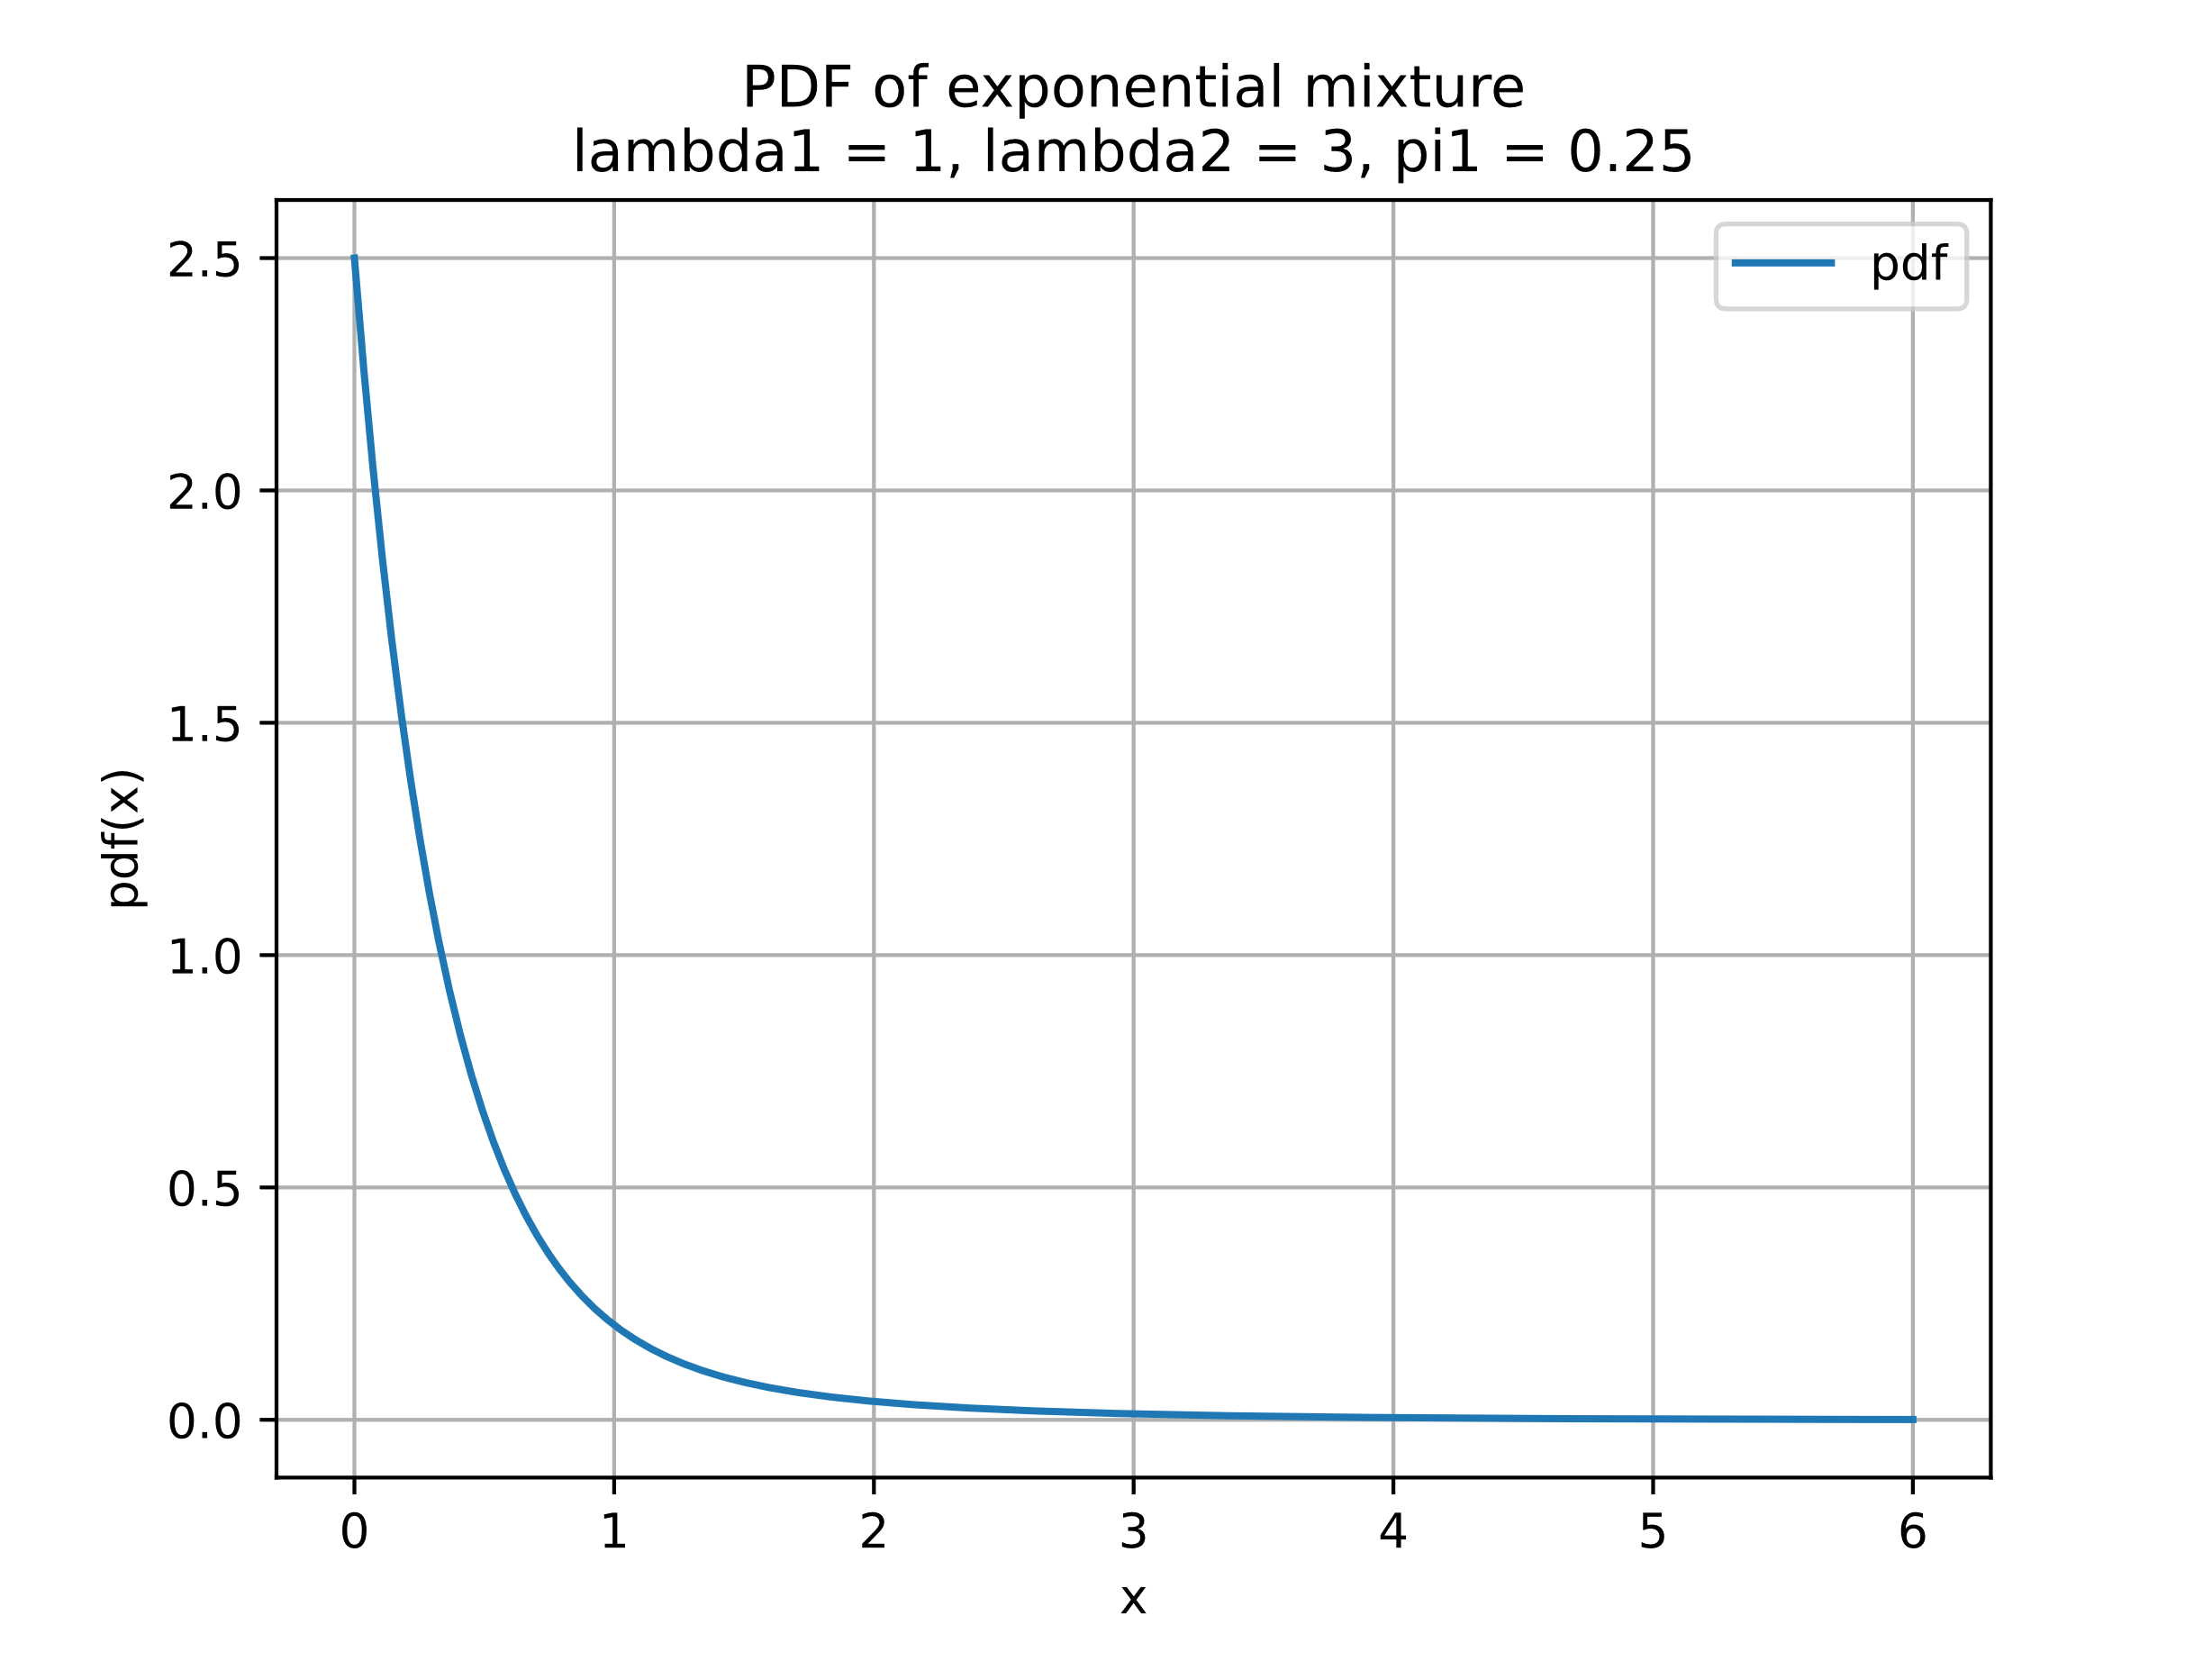 PDF of exponential mixture
lambda1 = 1, lambda2 = 3, pi1 = 0.25
pdf
2.5
2.0
1.5
1.0
0.5
0.0
pdf(x)
0 1 2 3 4 5 6
x